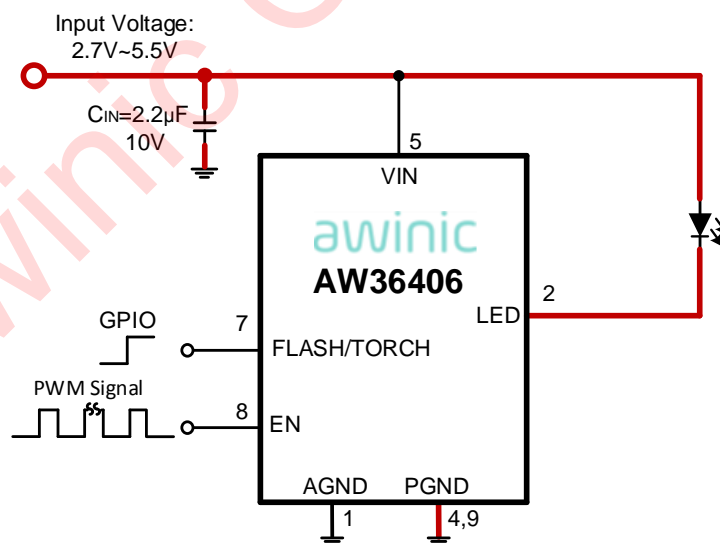 Input Voltage:
2.7V~5.5V
CIN=2.2μF
10V
5
VIN
awinic
AW36406
2
LED
GPIO
7
FLASH/TORCH
PWM Signal
8
EN
AGND
PGND
1
4,9